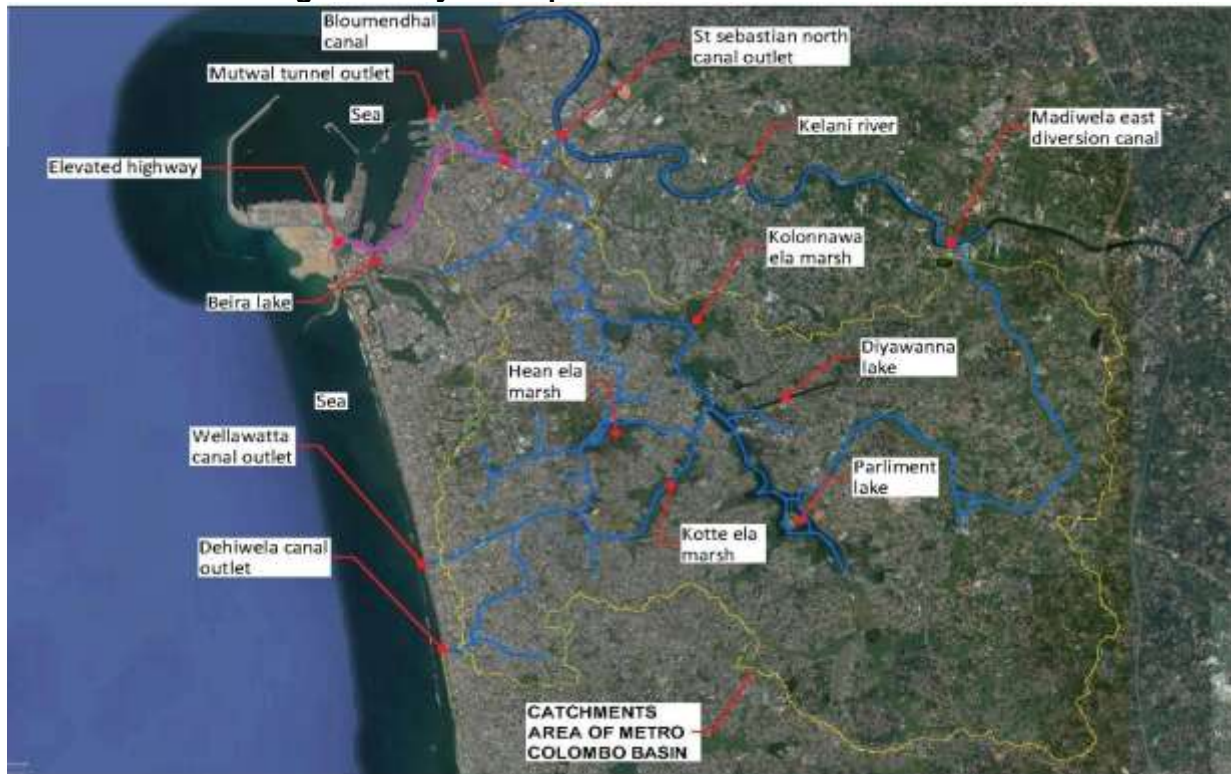 Bloumendhal
canal
St sebastian north
canal outlet
Mutwal tunnel outlet
Sea
Kelani river
Madiwela east
diversion canal
Elevated highway
Kolonnawa
ela marsh
Beira lake
Diyawanna
lake
Hean ela
marsh
Sea
Wellawatta
canal outlet
Parliment
lake
Kotte ela
marsh
Dehiwela canal
outlet
CATCHMENTS
AREA OF METRO
COLOMBO BASIN